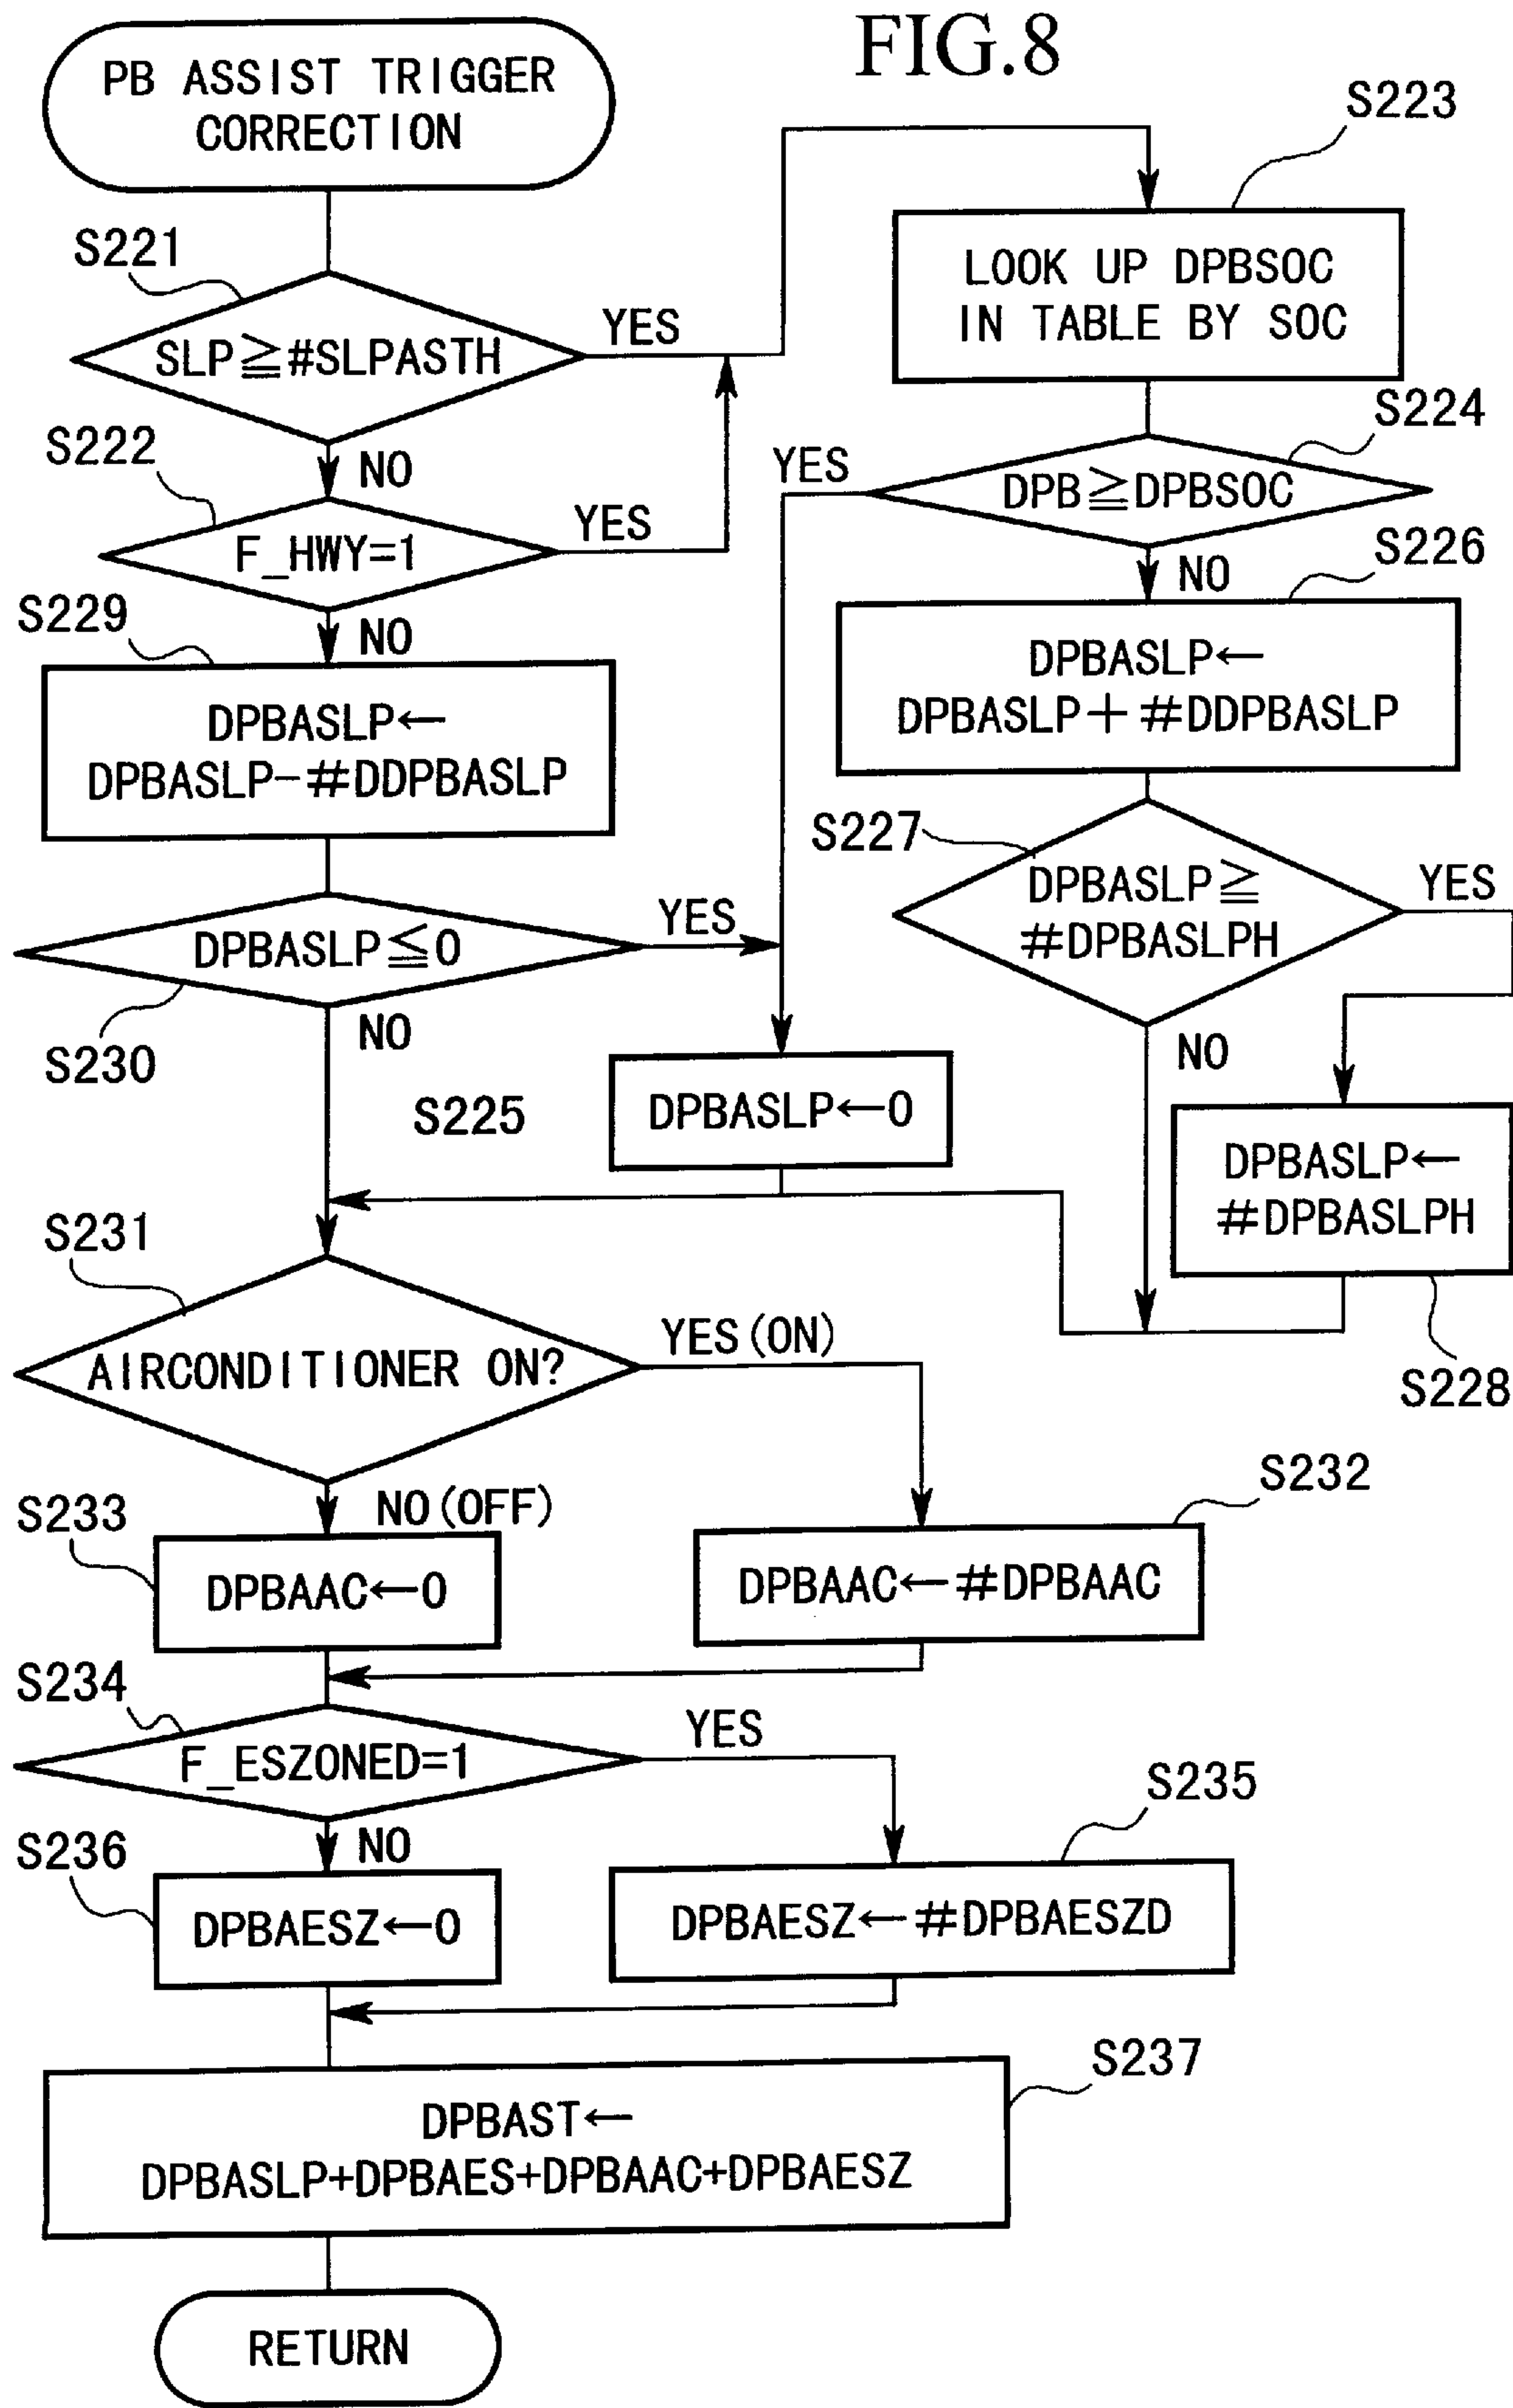 FIG.8
PB ASSIST TRIGGER
CORRECTION
S221
SLP≧#SLPASTH
YES
NO
S222
F_HWY=1
YES
NO
S223
LOOK UP DPBSOC
IN TABLE BY SOC
S224
DPB≧DPBSOC
YES
NO
S226
DPBASLP←
DPBASLP+#DDPBASLP
S227
DPBASLP≧
#DPBASLPH
YES
NO
DPBASLP←
#DPBASLPH
S228
S229
DPBASLP←
DPBASLP-#DDPBASLP
DPBASLP≦0
YES
S230
NO
S225
DPBASLP←0
S231
AIRCONDITIONER ON?
YES(ON)
NO(OFF)
S232
DPBAAC←#DPBAAC
S233
DPBAAC←0
S234
F_ESZONED=1
YES
NO
S235
DPBAESZ←#DPBAESZD
S236
DPBAESZ←0
S237
DPBAST←
DPBASLP+DPBAES+DPBAAC+DPBAESZ
RETURN